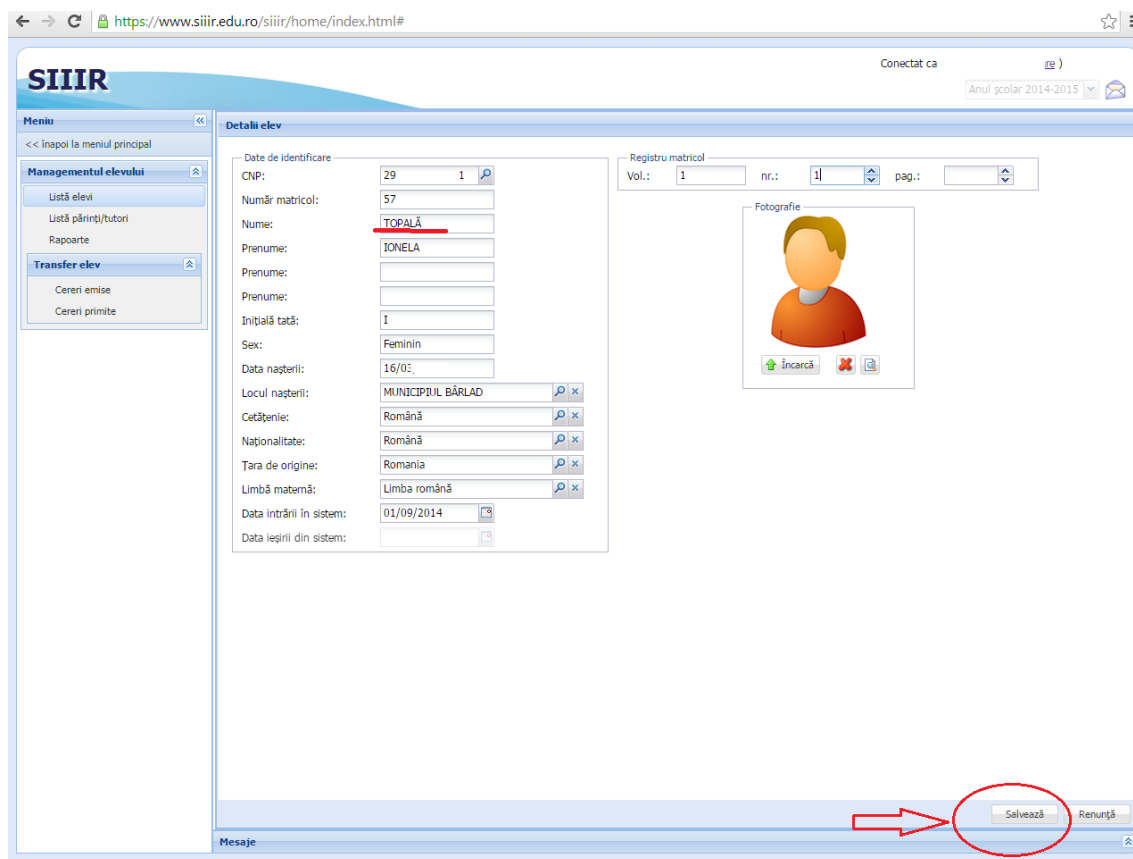 https://www.siiir.edu.ro/siiir/home/index.html#
SIIIR
Conectat ca re )
Anul școlar 2014-2015
Meniu
<< înapoi la meniul principal
Managementul elevului
Listă elevi
Listă părinți/tutori
Rapoarte
Transfer elev
Cereri emise
Cereri primite
Detalii elev
Date de identificare
CNP: 29 1
Număr matricol: 57
Nume: TOPALĂ
Prenume: IONELA
Prenume:
Prenume:
Inițială tată: I
Sex: Feminin
Data nașterii: 16/03
Locul nașterii: MUNICIPIUL BÂRLAD
Cetățenie: Română
Naționalitate: Română
Țara de origine: Romania
Limbă maternă: Limba română
Data intrării în sistem: 01/09/2014
Data ieșirii din sistem:
Registru matricol
Vol.: 1 nr.: 1 pag.:
Fotografie
Încarcă
Salvează Renunță
Mesaje